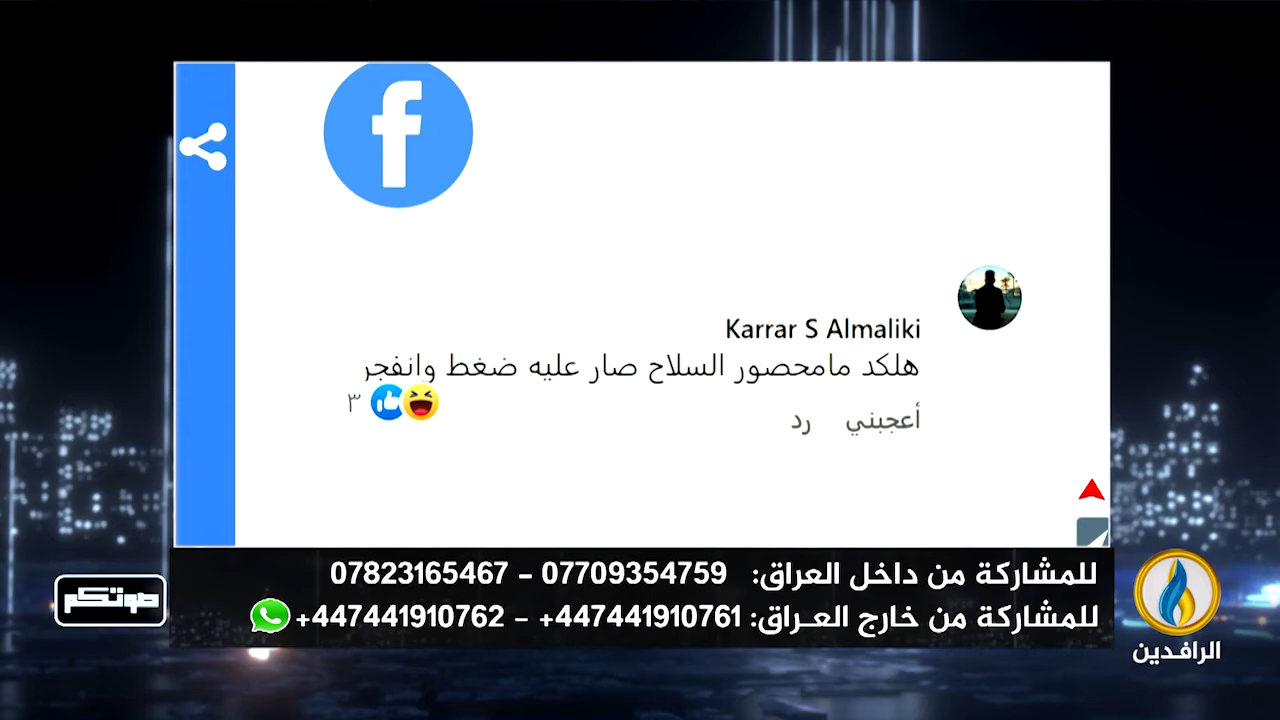 Karrar S Almaliki
هلكد مامحصور السلاح صار عليه ضغط وانفجر
٣
أعجبني رد
للمشاركة من داخل العراق: 07709354759 - 07823165467
للمشاركة من خارج العـراق: 447441910761+ - 447441910762+
صوتكم
الرافـدين